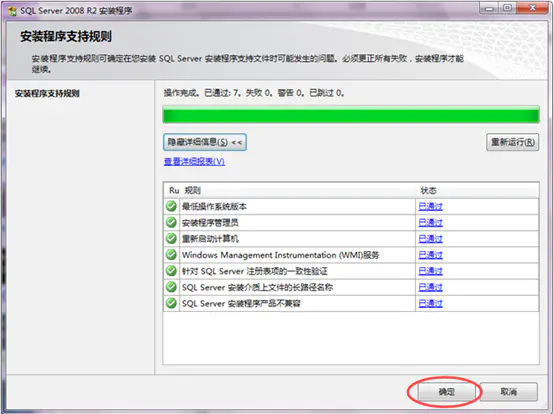 SQL Server 2008 R2 安装程序
安装程序支持规则
安装程序支持规则可确定在您安装 SQL Server 安装程序支持文件时可能发生的问题。必须更正所有失败，安装程序才能
继续。
安装程序支持规则
操作完成。已通过: 7。失败 0。警告 0。已跳过 0。
隐藏详细信息(S) <<
重新运行(R)
查看详细报表(V)
Ru 规则 状态
最低操作系统版本 已通过
安装程序管理员 已通过
重新启动计算机 已通过
Windows Management Instrumentation (WMI)服务 已通过
针对 SQL Server 注册表项的一致性验证 已通过
SQL Server 安装介质上文件的长路径名称 已通过
SQL Server 安装程序产品不兼容 已通过
确定 取消